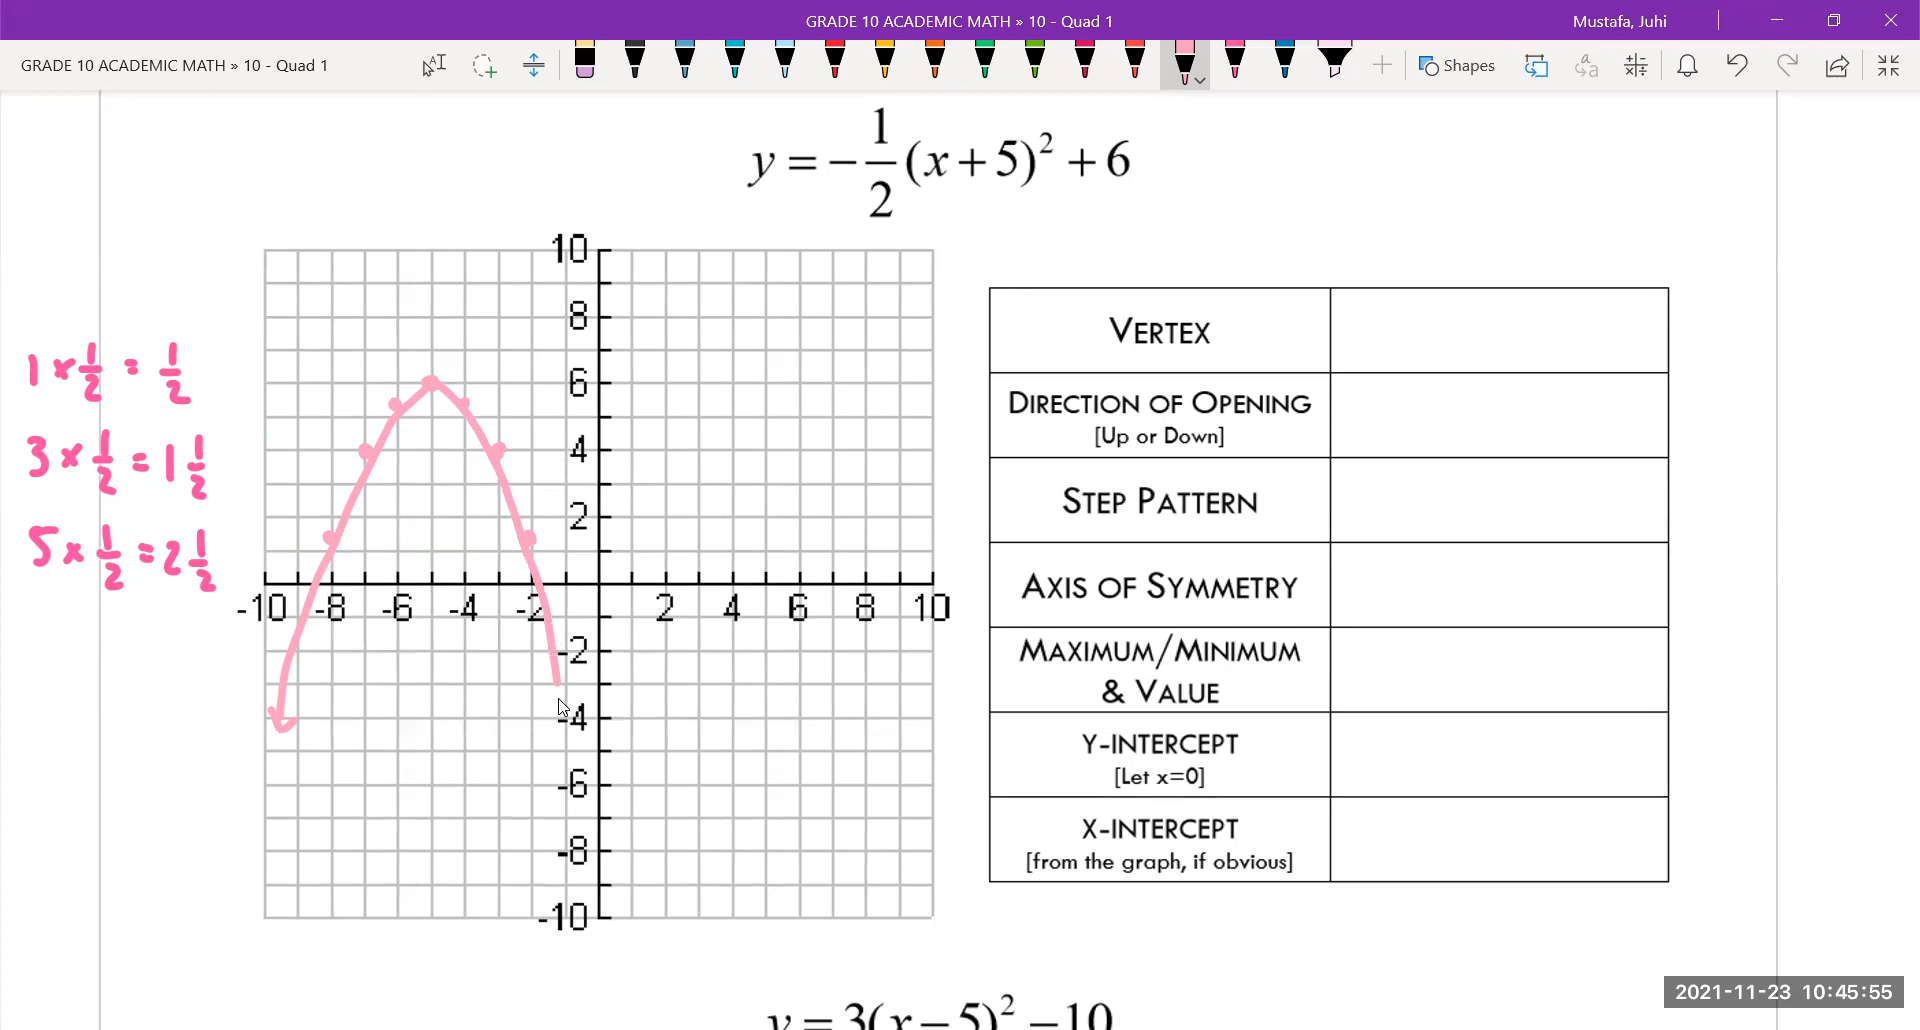 GRADE 10 ACADEMIC MATH » 10 - Quad 1
Mustafa, Juhi
GRADE 10 ACADEMIC MATH » 10 - Quad 1
Shapes
y = -1/2(x+5)² + 6
10
8
6
4
2
-10 -8 -6 -4 -2 2 4 6 8 10
-2
-4
-6
-8
-10
1 × 1/2 = 1/2
3 × 1/2 = 1 1/2
5 × 1/2 = 2 1/2
VERTEX
DIRECTION OF OPENING
[Up or Down]
STEP PATTERN
AXIS OF SYMMETRY
MAXIMUM/MINIMUM
& VALUE
Y-INTERCEPT
[Let x=0]
X-INTERCEPT
[from the graph, if obvious]
y = 3(x-5)² -10
2021-11-23 10:45:55